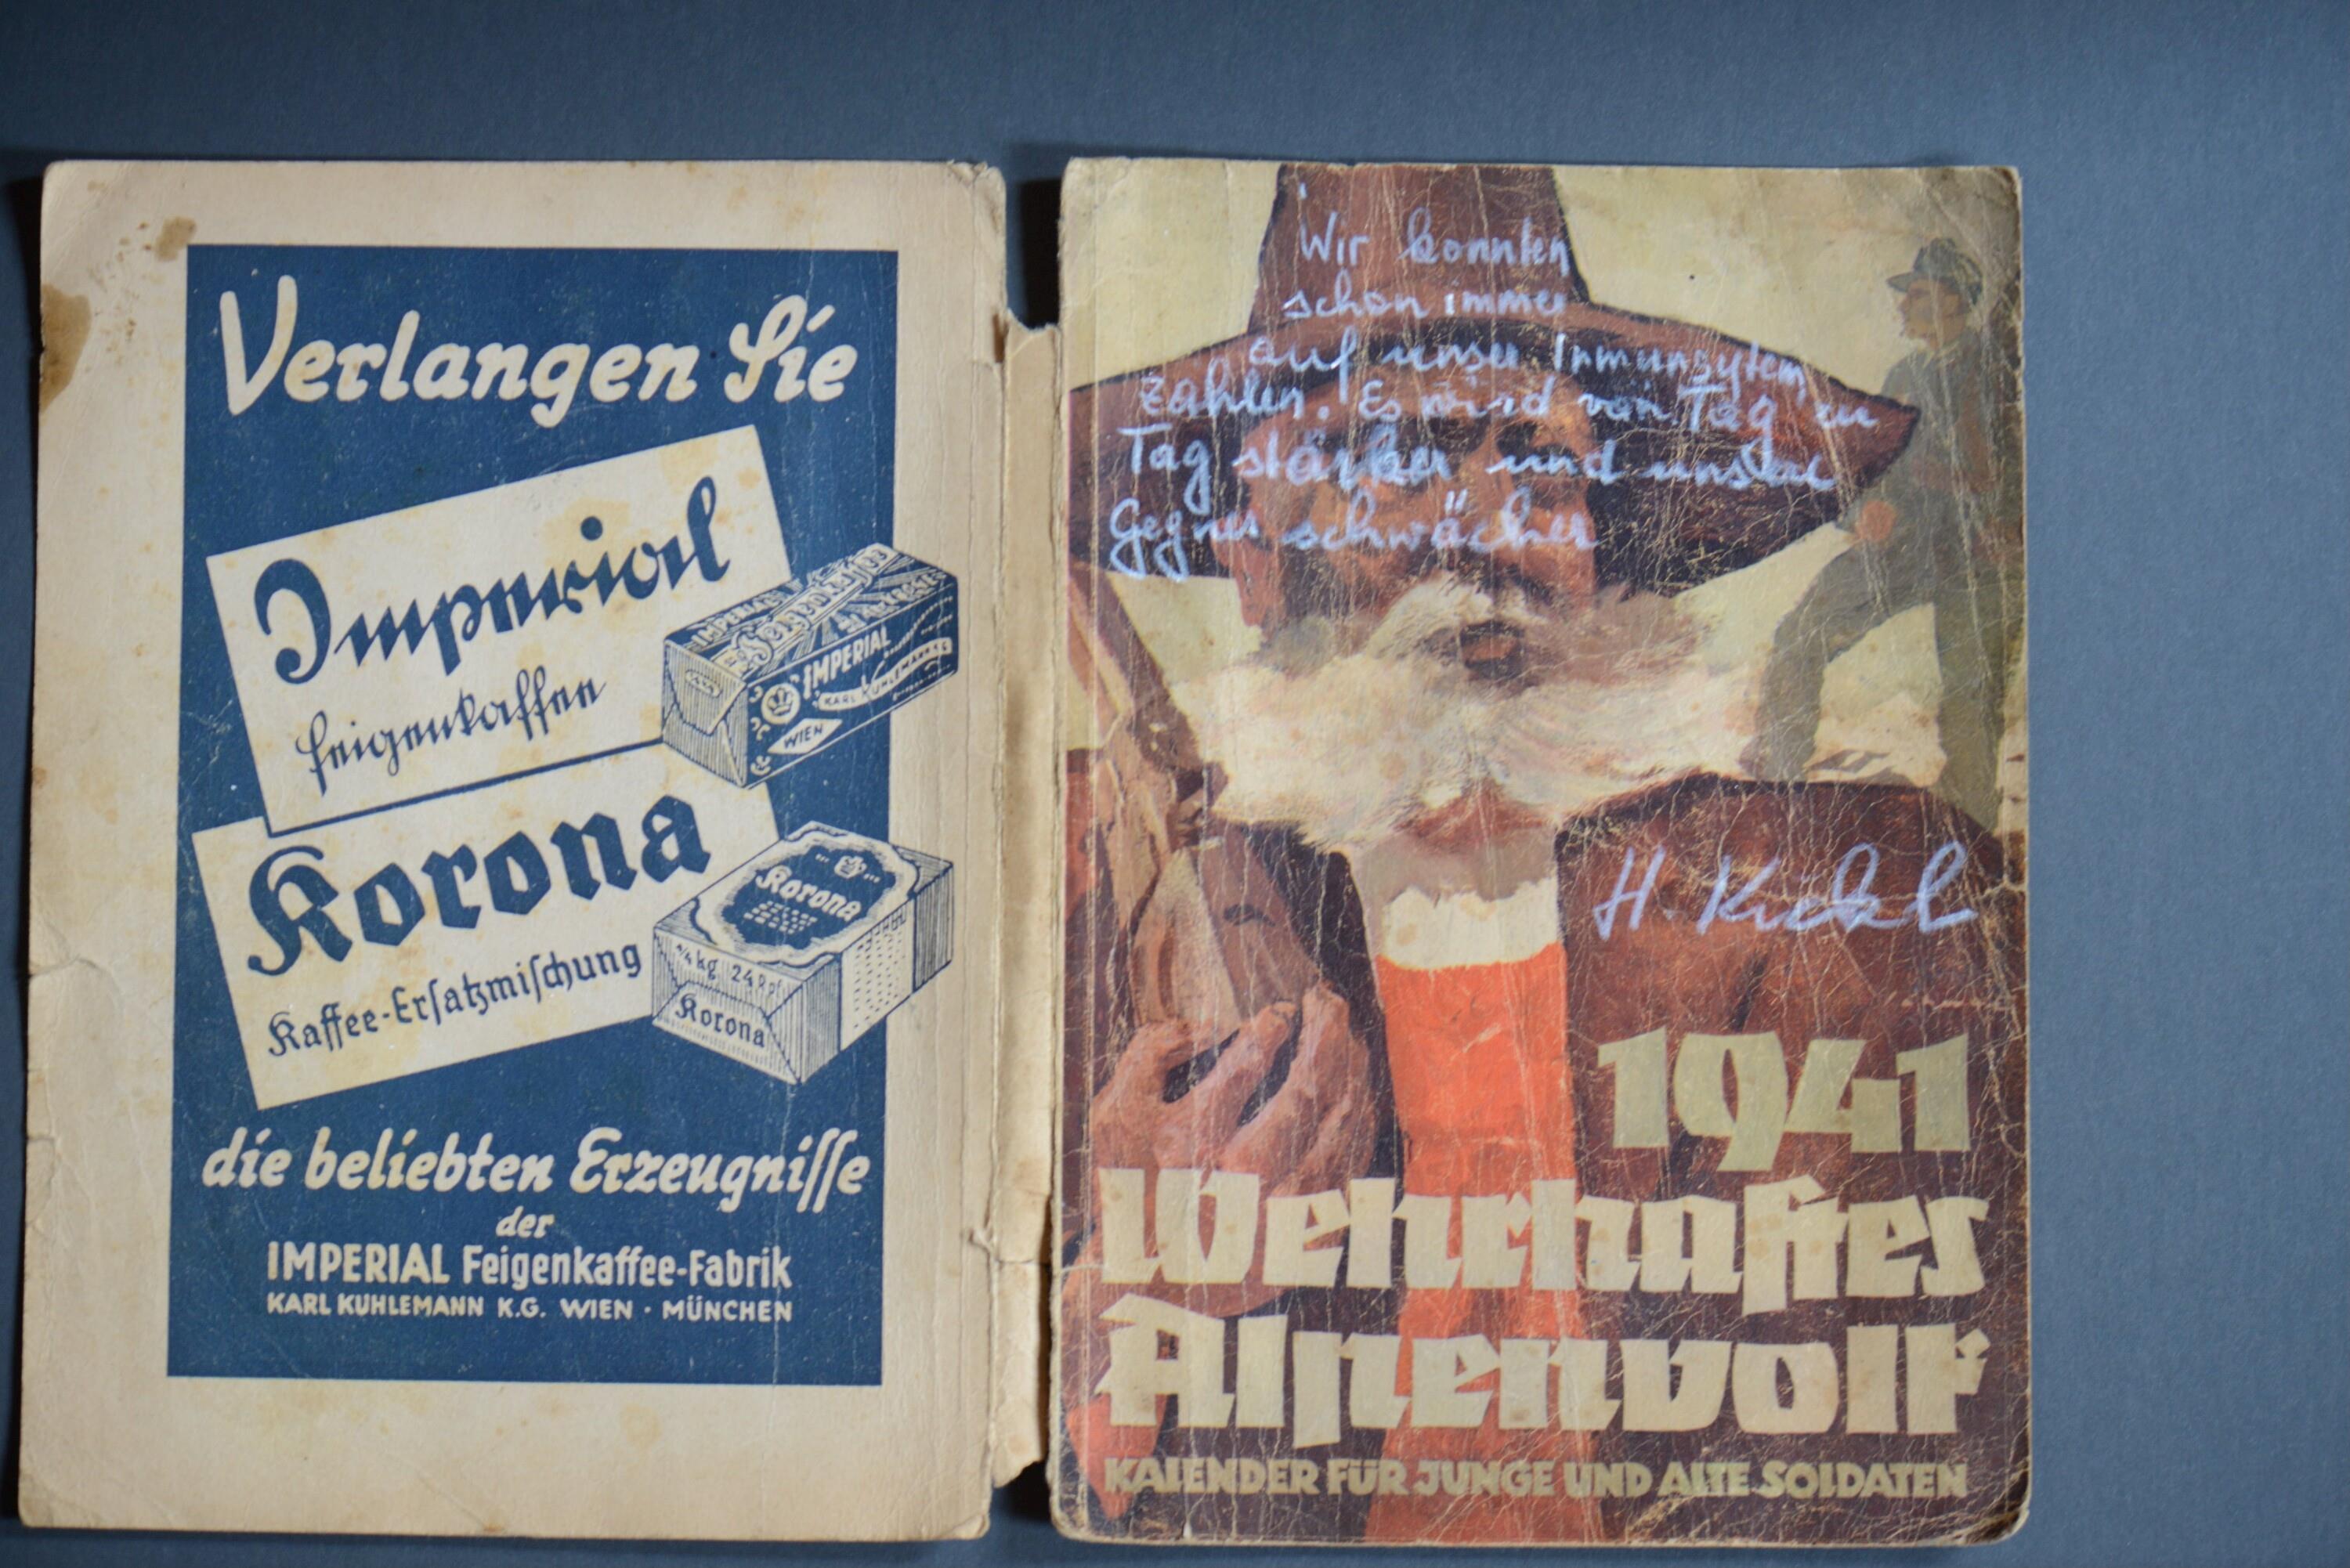 Verlangen Sie
Imperial
Feigenkaffee
IMPERIAL
Feigenkaffee
IMPERIAL
KARL KUHLEMANN K.G.
WIEN
Korona
Kaffee-Ersatzmischung
Korona
1/4 kg 24 Rpf
Korona
die beliebten Erzeugnisse
der
IMPERIAL Feigenkaffee-Fabrik
KARL KUHLEMANN K.G. WIEN · MÜNCHEN
Wir konnten
schon immer
auf unser Immunsytem
zählen. Es wird von Tag zu
Tag stärker und unsere
Gegner schwächer
H. Kickl
1941
Wehrhaftes
Alpenvolk
KALENDER FÜR JUNGE UND ALTE SOLDATEN